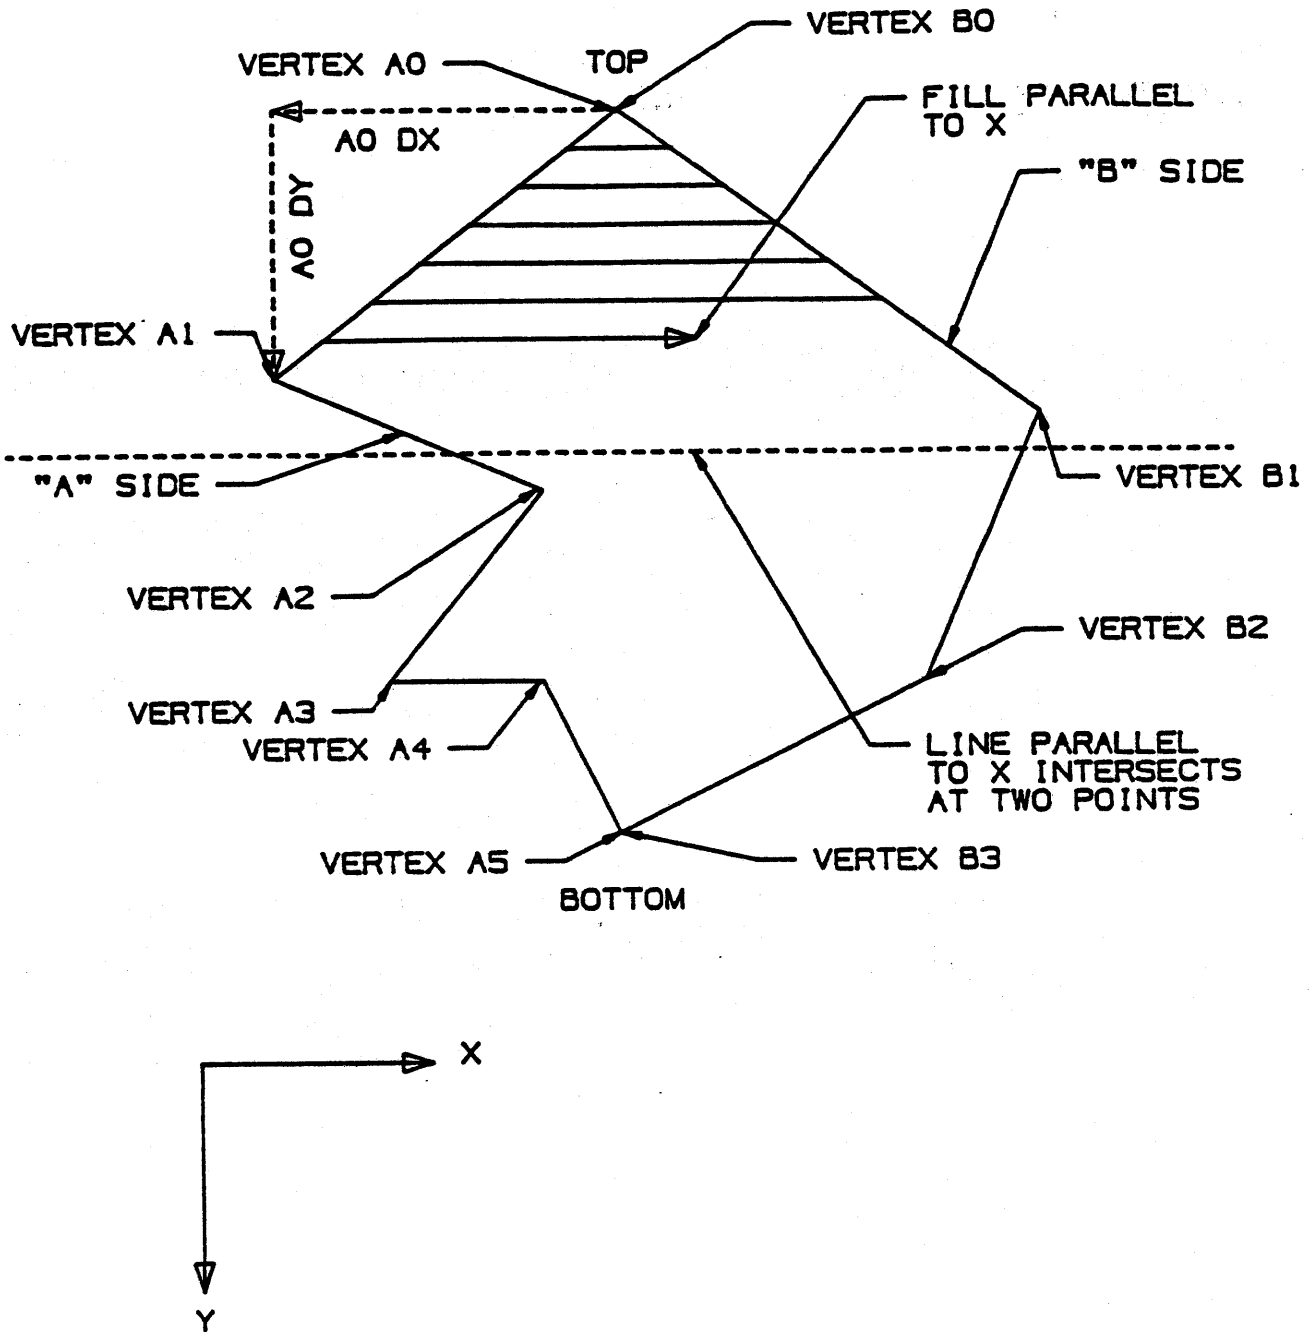 VERTEX B0
VERTEX A0
TOP
FILL PARALLEL
TO X
A0 DX
"B" SIDE
A0 DY
VERTEX A1
"A" SIDE
VERTEX B1
VERTEX A2
VERTEX B2
VERTEX A3
VERTEX A4
LINE PARALLEL
TO X INTERSECTS
AT TWO POINTS
VERTEX A5
VERTEX B3
BOTTOM
X
Y